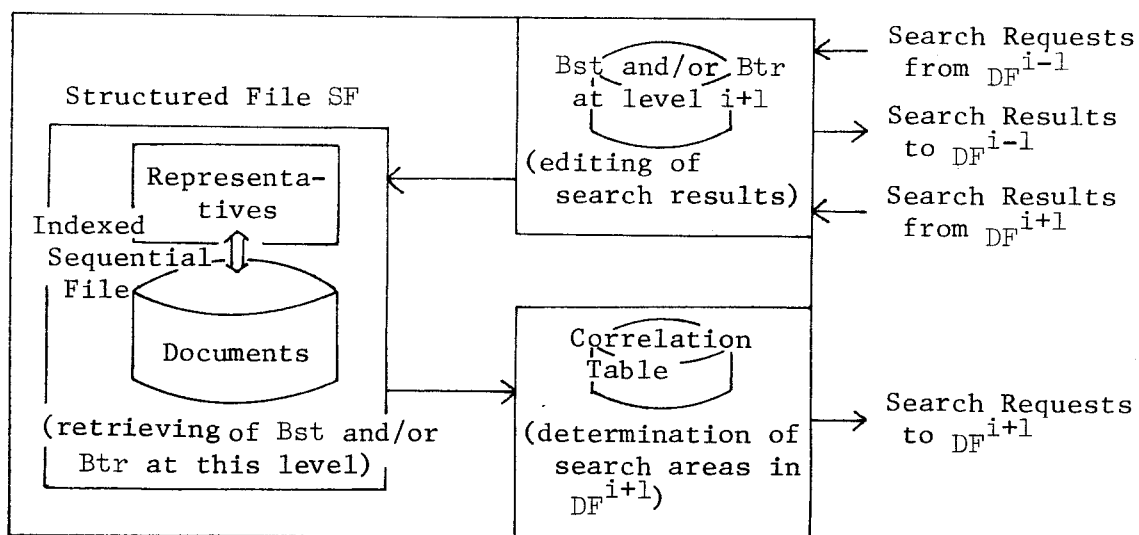 Structured File SF
Representa-
tives
Indexed
Sequential
File
Documents
(retrieving of Bst and/or
Btr at this level)
Bst and/or Btr
at level i+1
(editing of
search results)
Correlation
Table
(determination of
search areas in
DF^{i+1})
Search Requests
from DF^{i-1}
Search Results
to DF^{i-1}
Search Results
from DF^{i+1}
Search Requests
to DF^{i+1}